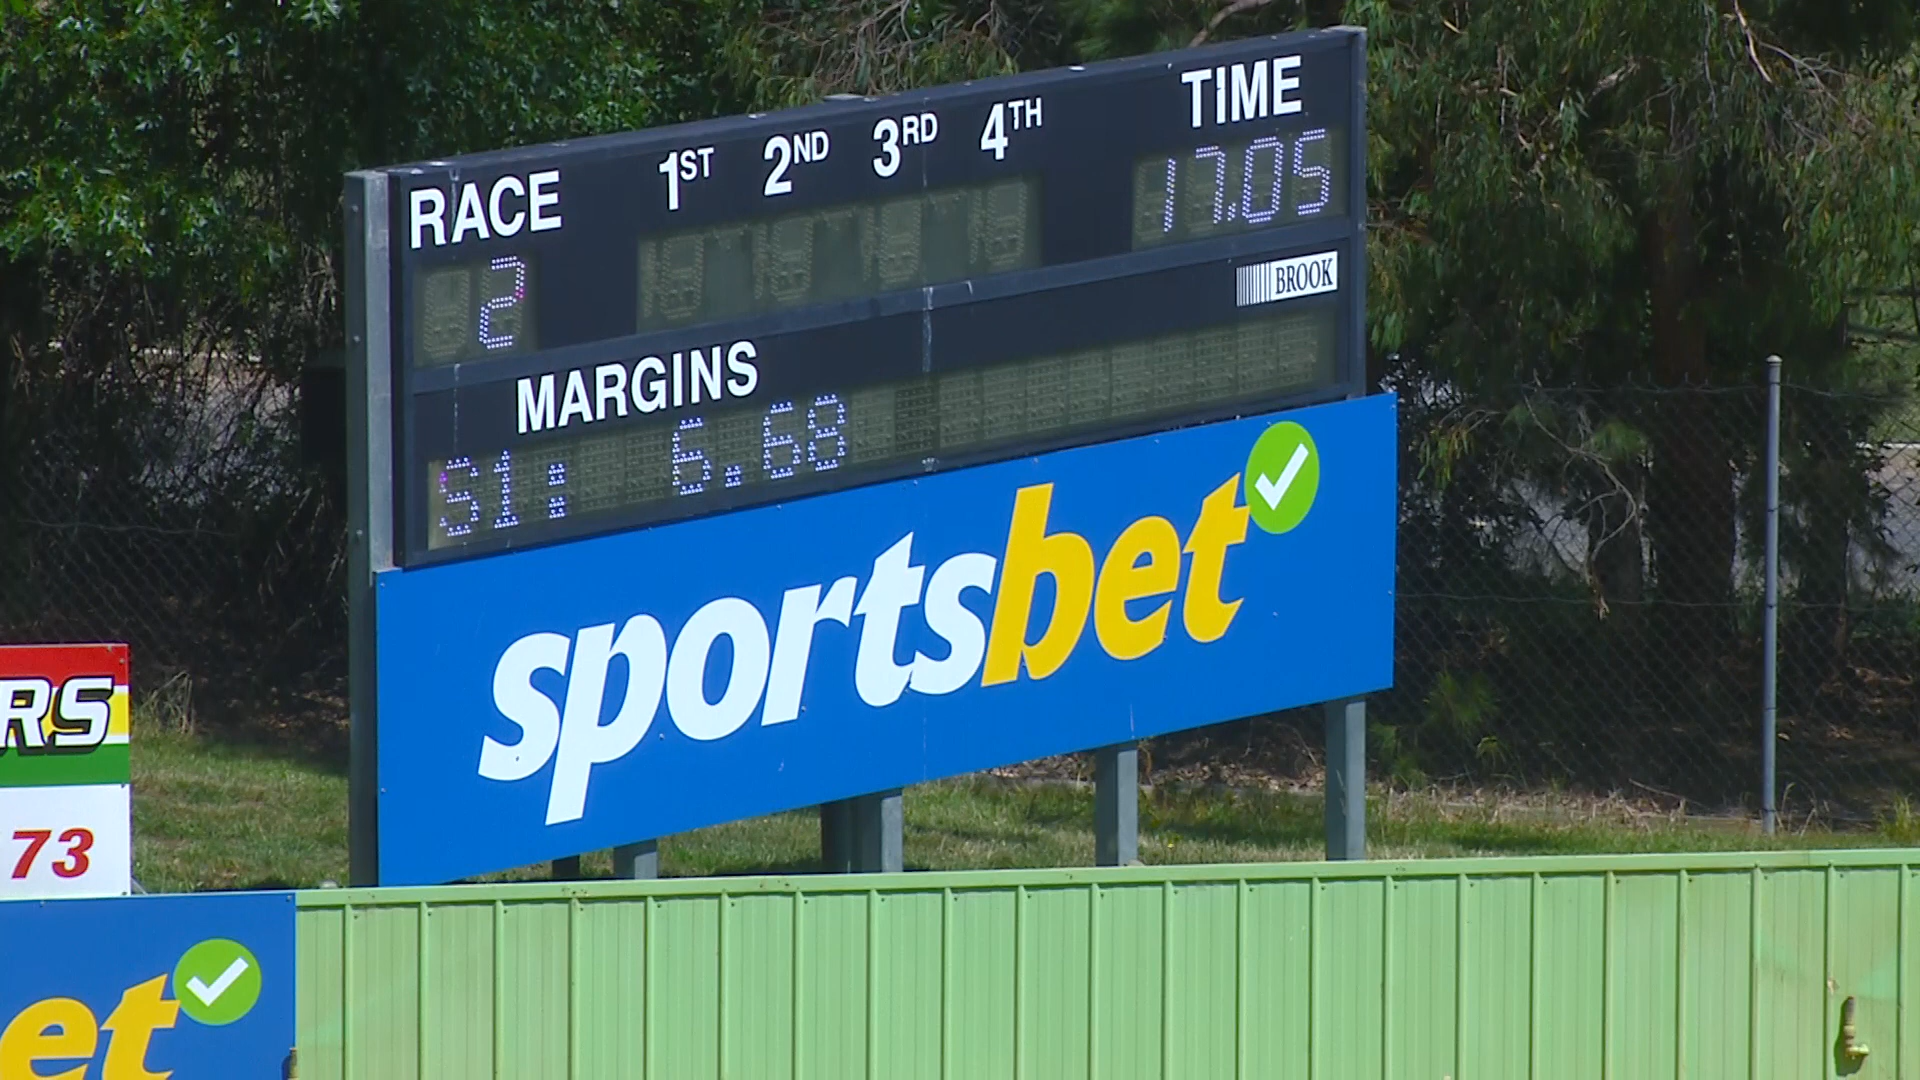 RACE 1ST 2ND 3RD 4TH TIME
2 17.05
BROOK
MARGINS
S1: 6.68
sportsbet
RS
73
et